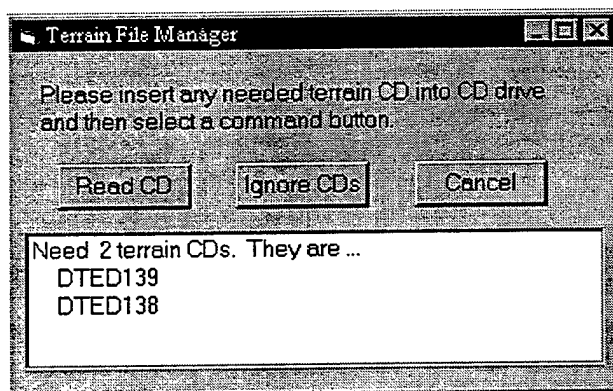 Terrain File Manager
Please insert any needed terrain CD into CD drive
and then select a command button.
Read CD
Ignore CDs
Cancel
Need 2 terrain CDs. They are ...
DTED139
DTED138